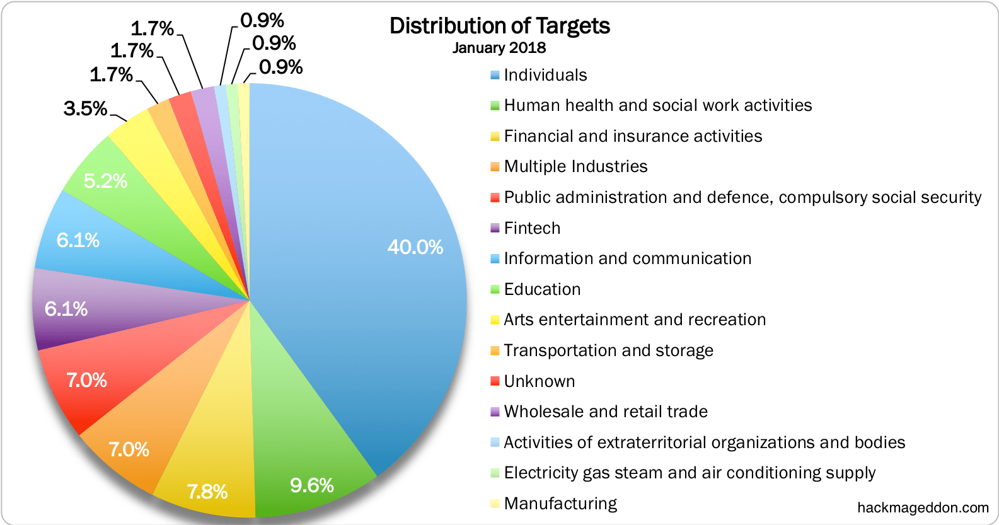 Distribution of Targets
January 2018
0.9%
0.9%
0.9%
1.7%
1.7%
1.7%
3.5%
5.2%
6.1%
6.1%
7.0%
7.0%
7.8%
9.6%
40.0%
Individuals
Human health and social work activities
Financial and insurance activities
Multiple Industries
Public administration and defence, compulsory social security
Fintech
Information and communication
Education
Arts entertainment and recreation
Transportation and storage
Unknown
Wholesale and retail trade
Activities of extraterritorial organizations and bodies
Electricity gas steam and air conditioning supply
Manufacturing
hackmageddon.com